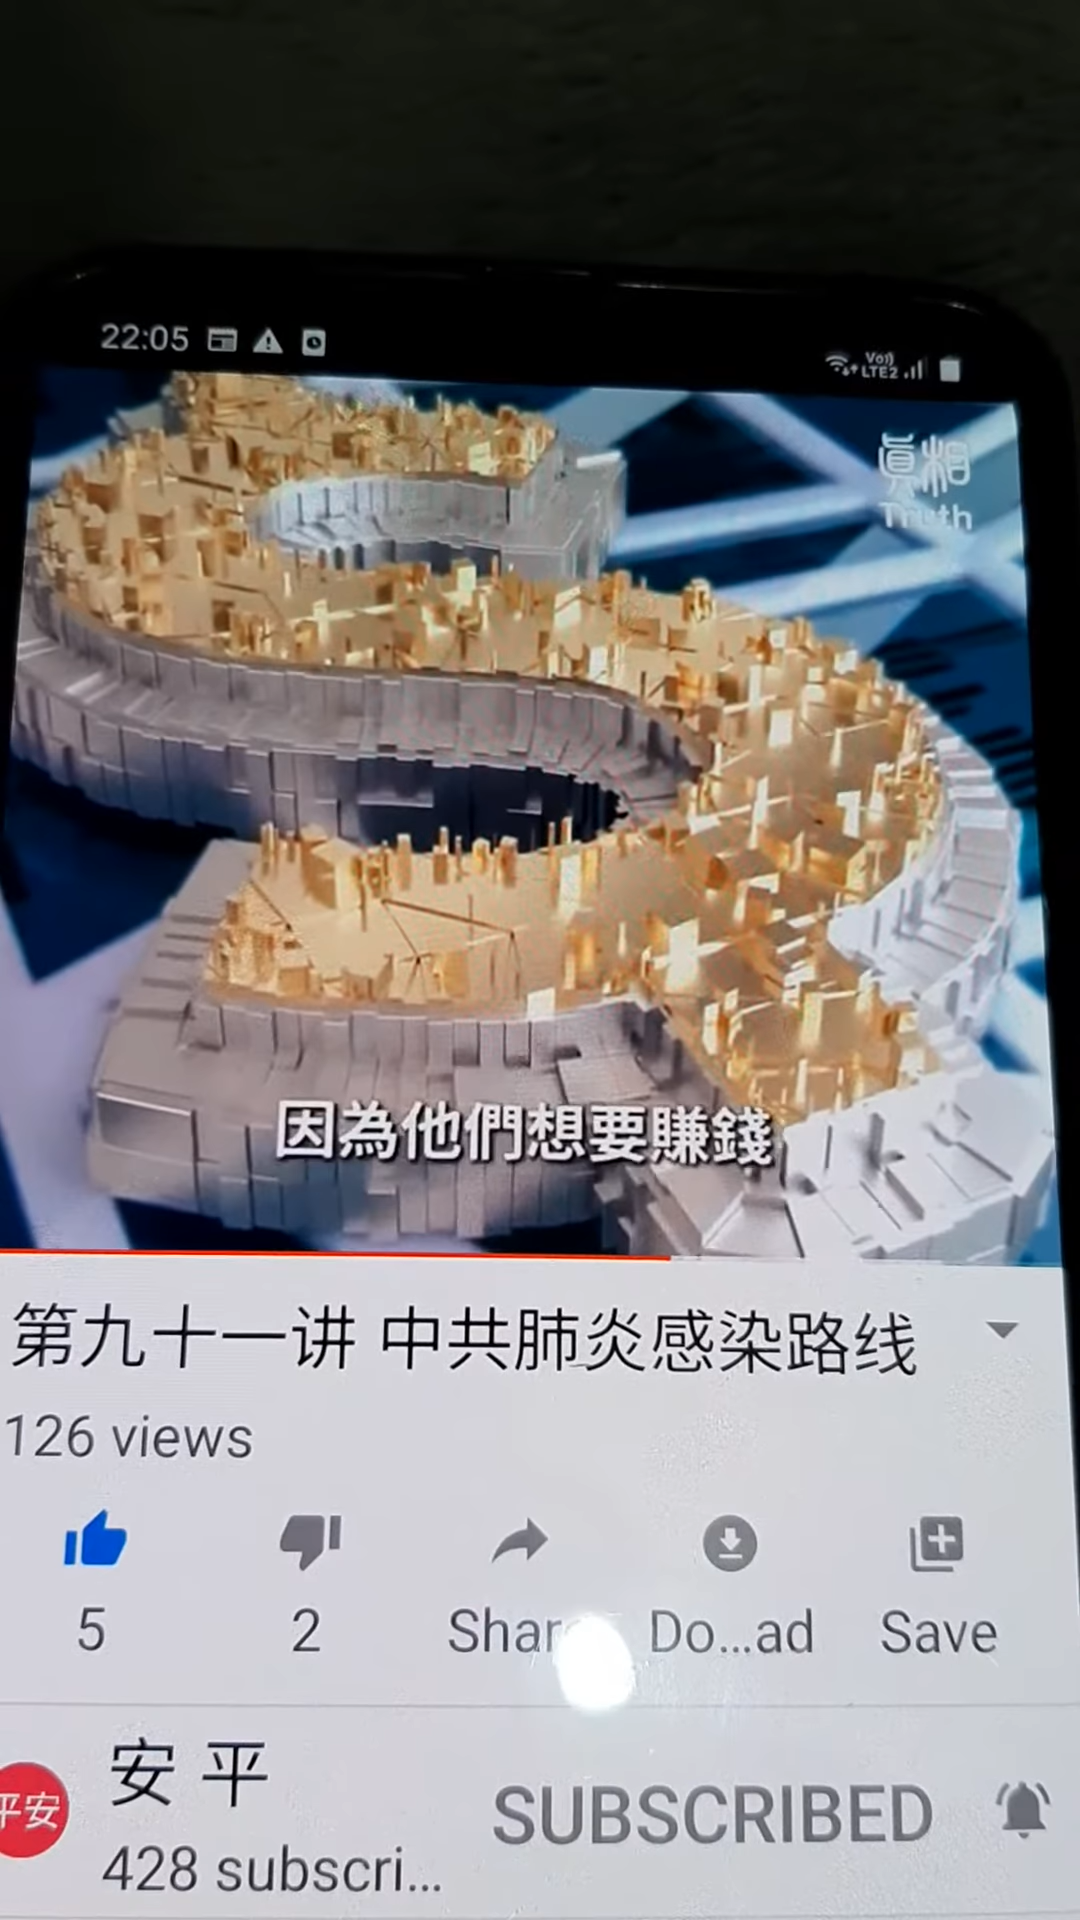 22:05
Vo))
LTE2
真相
Truth
因為他們想要賺錢
第九十一讲 中共肺炎感染路线
126 views
5
2
Do...ad
Save
安 平
平安
SUBSCRIBED
428 subscri...